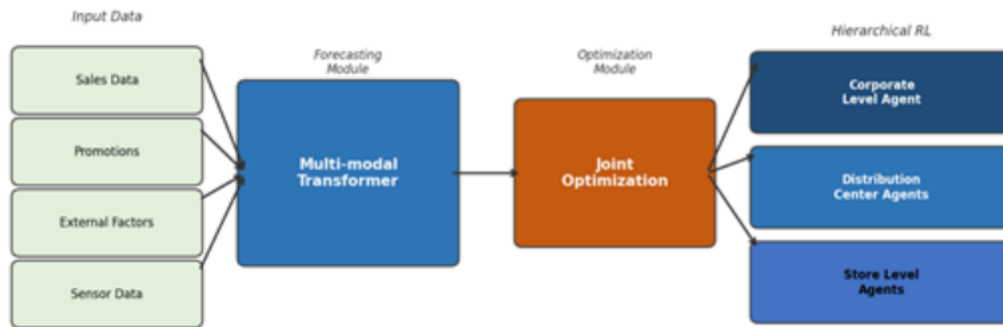 Input Data
Sales Data
Promotions
External Factors
Sensor Data
Forecasting
Module
Multi-modal
Transformer
Optimization
Module
Joint
Optimization
Hierarchical RL
Corporate
Level Agent
Distribution
Center Agents
Store Level
Agents